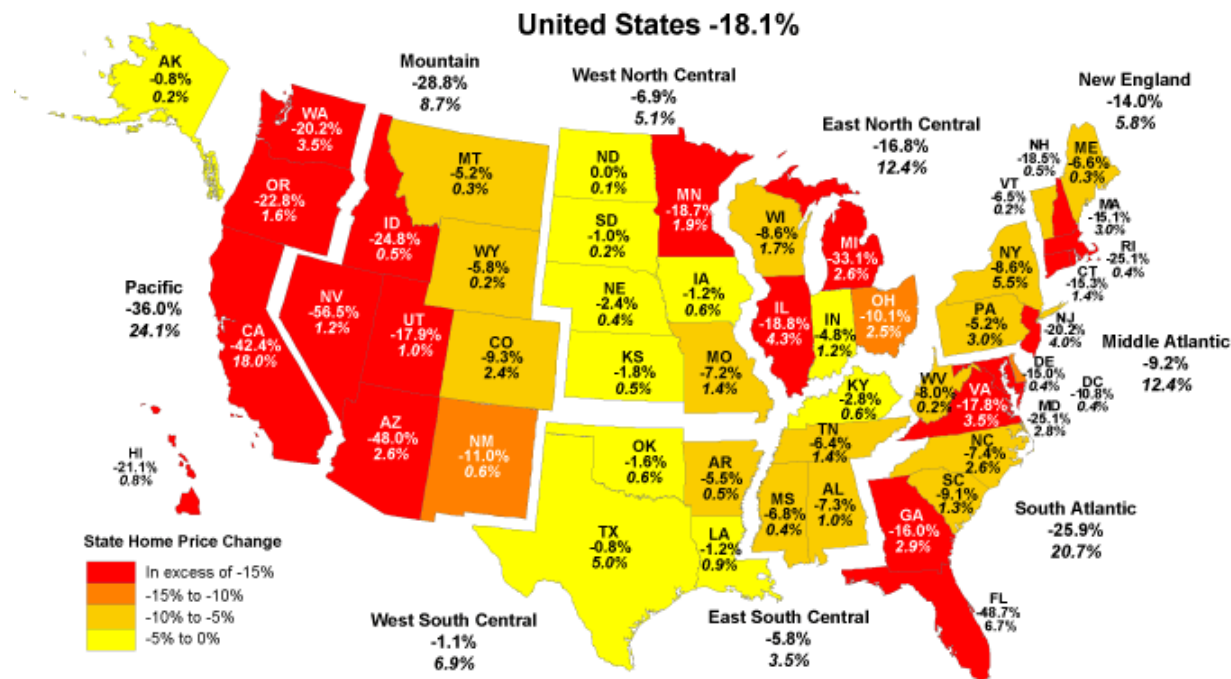 United States -18.1%
AK
-0.8%
0.2%
Mountain
-28.8%
8.7%
West North Central
-6.9%
5.1%
New England
-14.0%
5.8%
East North Central
-16.8%
12.4%
WA
-20.2%
3.5%
OR
-22.8%
1.6%
ID
-24.8%
0.5%
MT
-5.2%
0.3%
WY
-5.8%
0.2%
ND
0.0%
0.1%
SD
-1.0%
0.2%
NE
-2.4%
0.4%
KS
-1.8%
0.5%
MN
-18.7%
1.9%
IA
-1.2%
0.6%
MO
-7.2%
1.4%
WI
-8.6%
1.7%
MI
-33.1%
2.6%
IL
-18.8%
4.3%
IN
-4.8%
1.2%
OH
-10.1%
2.5%
NH
-18.5%
0.5%
VT
-6.5%
0.2%
ME
-6.6%
0.3%
MA
-15.1%
3.0%
RI
-25.1%
0.4%
CT
-15.3%
1.4%
NY
-8.6%
5.5%
PA
-5.2%
3.0%
NJ
-20.2%
4.0%
Middle Atlantic
-9.2%
12.4%
DE
-15.0%
0.4%
DC
-10.8%
0.4%
MD
-25.1%
2.8%
WV
-8.0%
0.2%
VA
-17.8%
3.5%
Pacific
-36.0%
24.1%
CA
-42.4%
18.0%
NV
-56.5%
1.2%
UT
-17.9%
1.0%
CO
-9.3%
2.4%
AZ
-48.0%
2.6%
NM
-11.0%
0.6%
HI
-21.1%
0.8%
OK
-1.6%
0.6%
TX
-0.8%
5.0%
AR
-5.5%
0.5%
LA
-1.2%
0.9%
KY
-2.8%
0.6%
TN
-6.4%
1.4%
MS
-6.8%
0.4%
AL
-7.3%
1.0%
NC
-7.4%
2.6%
SC
-9.1%
1.3%
GA
-16.0%
2.9%
FL
-48.7%
6.7%
South Atlantic
-25.9%
20.7%
State Home Price Change
In excess of -15%
-15% to -10%
-10% to -5%
-5% to 0%
West South Central
-1.1%
6.9%
East South Central
-5.8%
3.5%